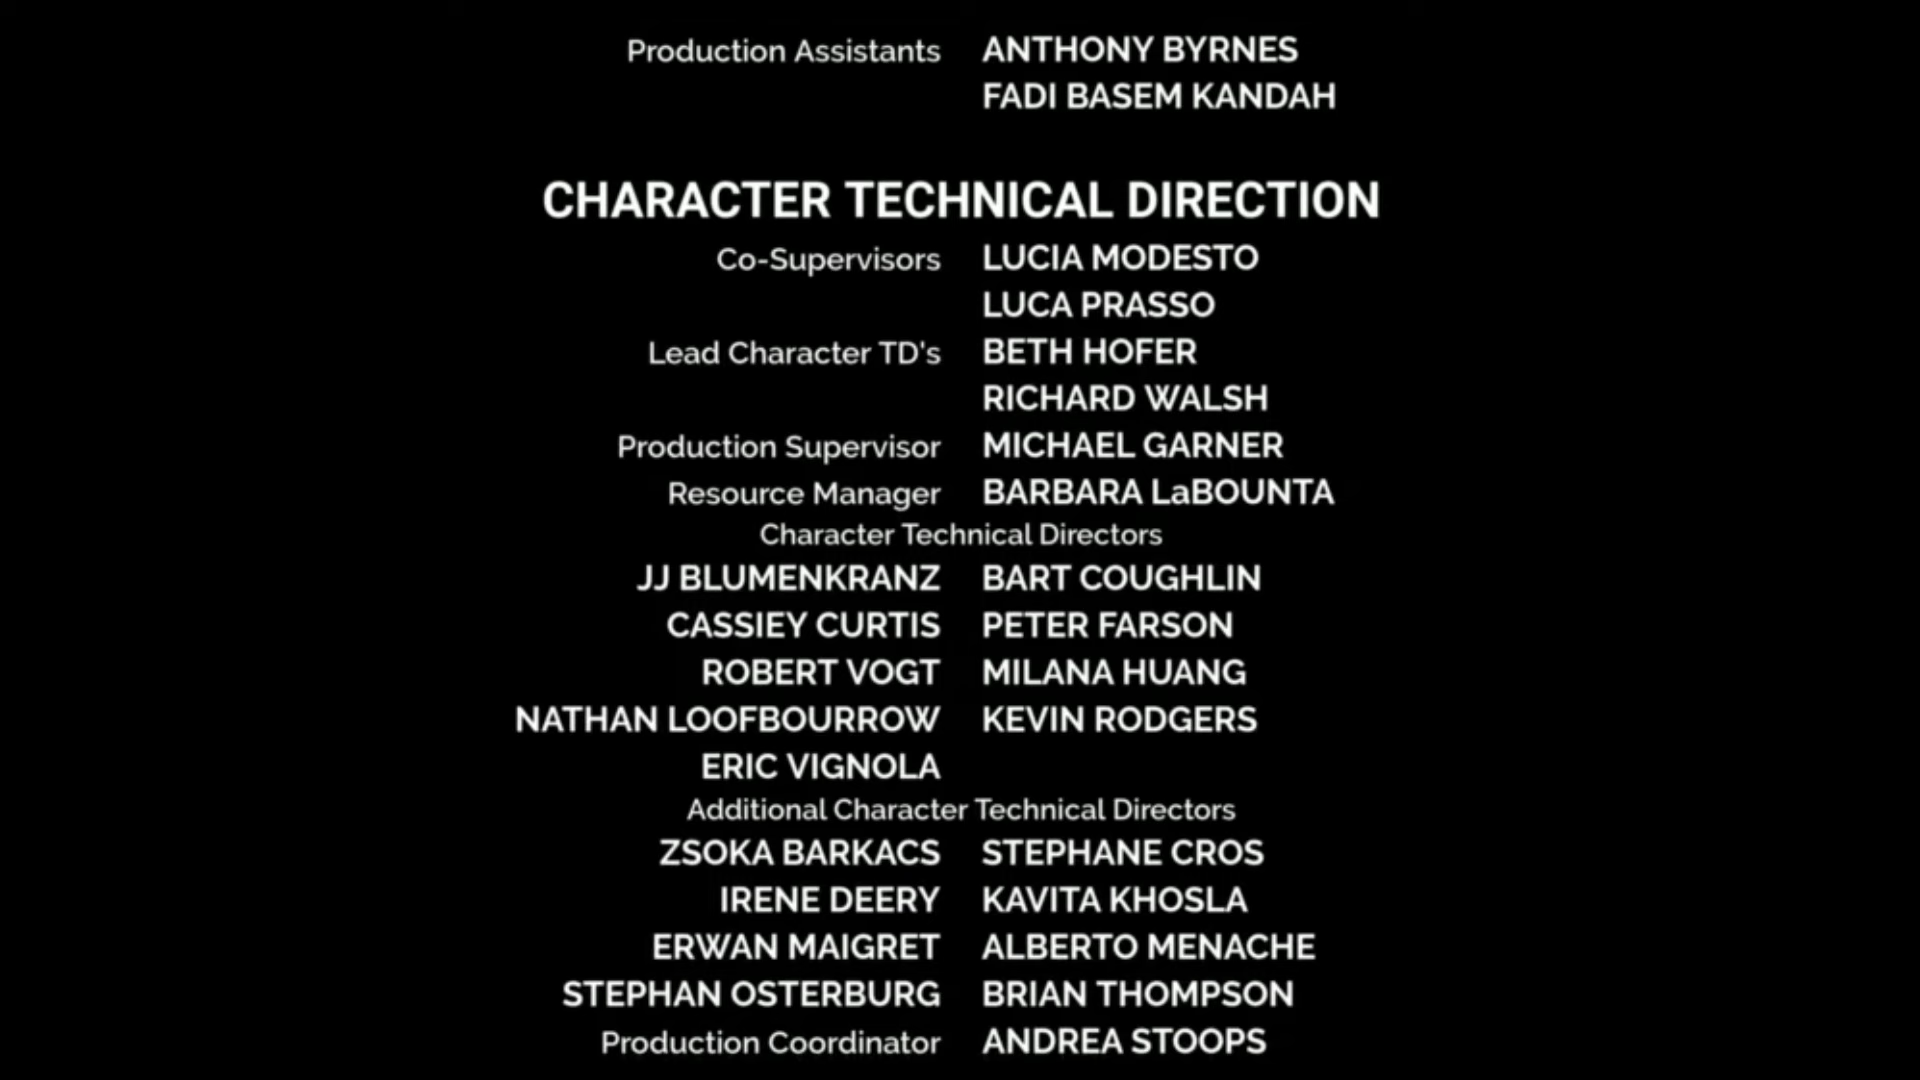 Production Assistants ANTHONY BYRNES
FADI BASEM KANDAH
CHARACTER TECHNICAL DIRECTION
Co-Supervisors LUCIA MODESTO
LUCA PRASSO
Lead Character TD's BETH HOFER
RICHARD WALSH
Production Supervisor MICHAEL GARNER
Resource Manager BARBARA LaBOUNTA
Character Technical Directors
JJ BLUMENKRANZ BART COUGHLIN
CASSIEY CURTIS PETER FARSON
ROBERT VOGT MILANA HUANG
NATHAN LOOFBOURROW KEVIN RODGERS
ERIC VIGNOLA
Additional Character Technical Directors
ZSOKA BARKACS STEPHANE CROS
IRENE DEERY KAVITA KHOSLA
ERWAN MAIGRET ALBERTO MENACHE
STEPHAN OSTERBURG BRIAN THOMPSON
Production Coordinator ANDREA STOOPS